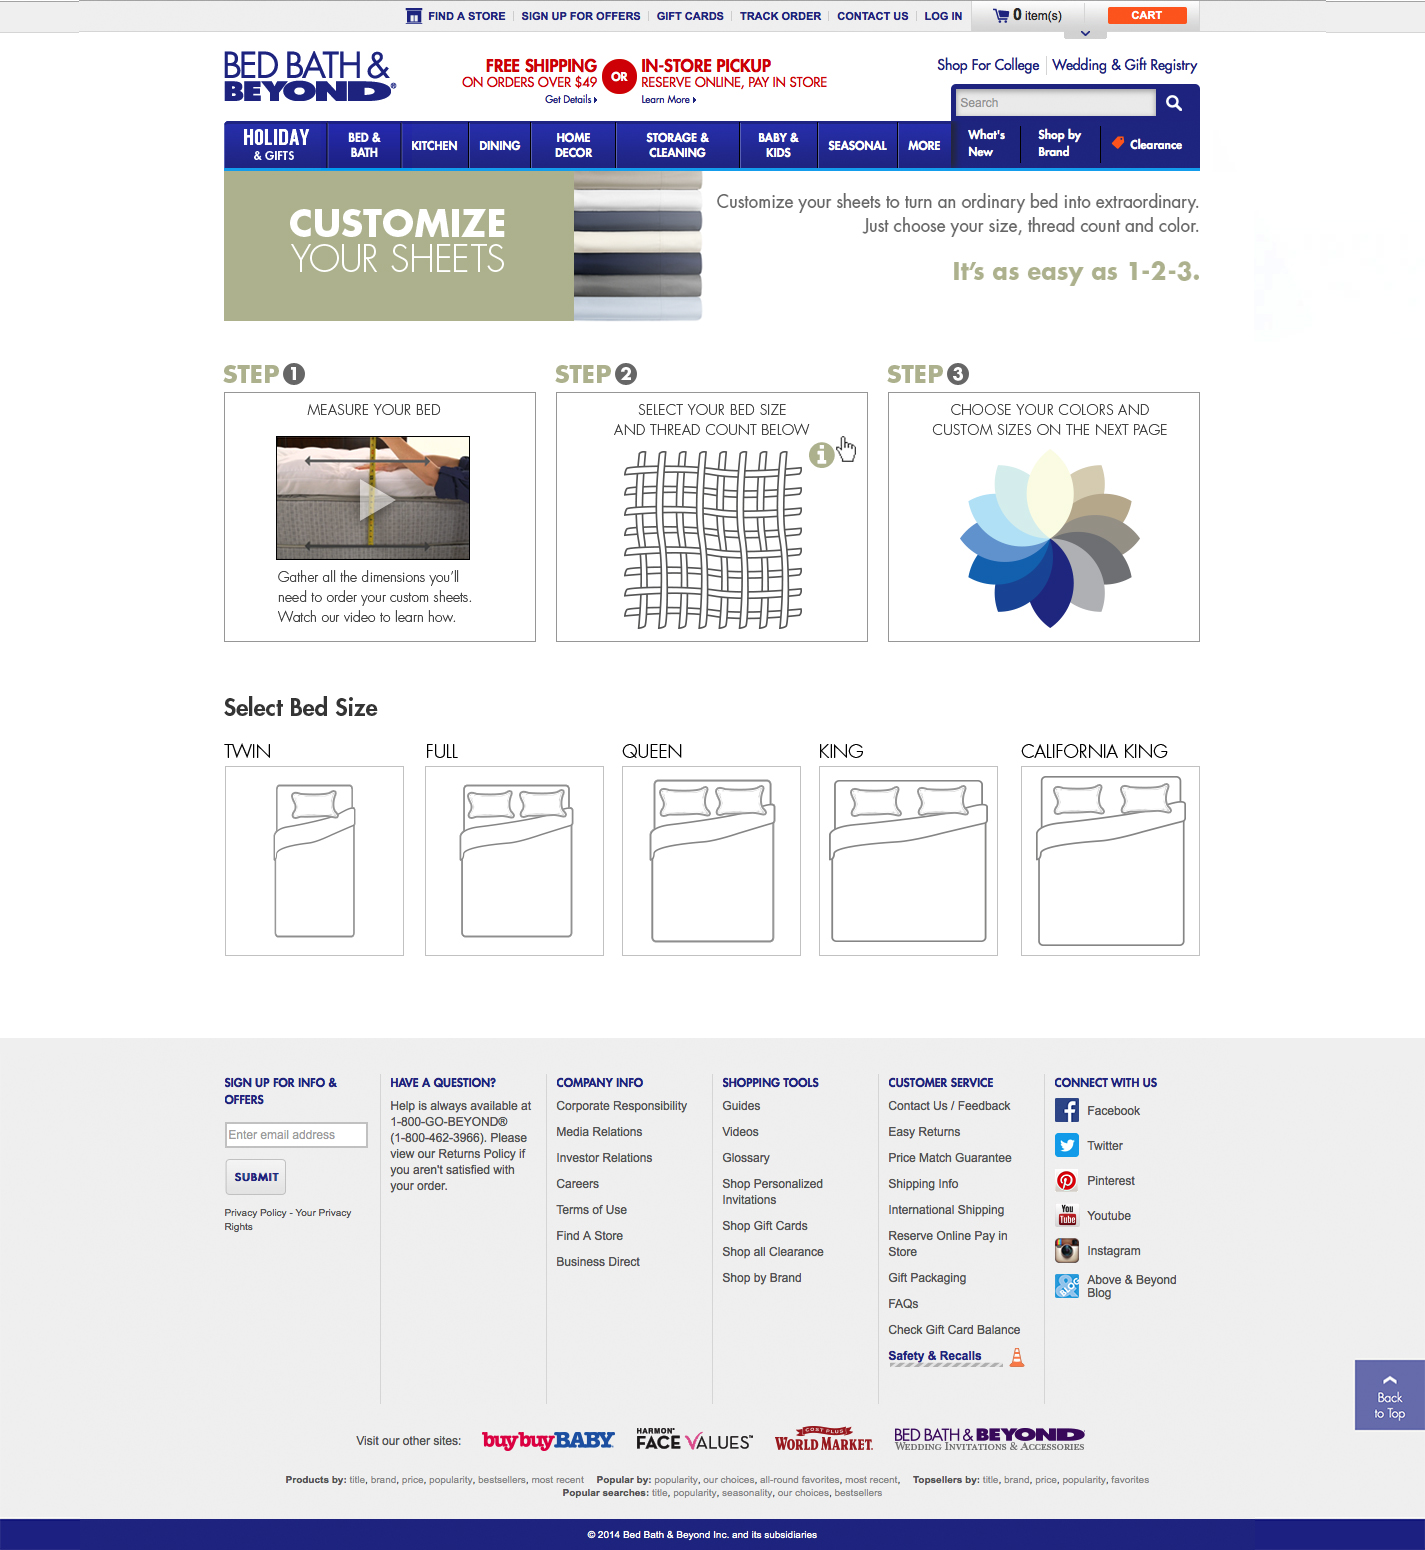 FIND A STORE SIGN UP FOR OFFERS GIFT CARDS TRACK ORDER CONTACT US LOG IN 0 item(s) CART
BED BATH &
BEYOND®
FREE SHIPPING
ON ORDERS OVER $49
Get Details
OR
IN-STORE PICKUP
RESERVE ONLINE, PAY IN STORE
Learn More
Shop For College Wedding & Gift Registry
Search
HOLIDAY
& GIFTS
BED &
BATH
KITCHEN
DINING
HOME
DECOR
STORAGE &
CLEANING
BABY &
KIDS
SEASONAL
MORE
What's
New
Shop by
Brand
Clearance
CUSTOMIZE
YOUR SHEETS
Customize your sheets to turn an ordinary bed into extraordinary.
Just choose your size, thread count and color.
It's as easy as 1-2-3.
STEP 1
MEASURE YOUR BED
Gather all the dimensions you'll
need to order your custom sheets.
Watch our video to learn how.
STEP 2
SELECT YOUR BED SIZE
AND THREAD COUNT BELOW
i
STEP 3
CHOOSE YOUR COLORS AND
CUSTOM SIZES ON THE NEXT PAGE
Select Bed Size
TWIN FULL QUEEN KING CALIFORNIA KING
SIGN UP FOR INFO &
OFFERS
Enter email address
SUBMIT
Privacy Policy - Your Privacy
Rights
HAVE A QUESTION?
Help is always available at
1-800-GO-BEYOND®
(1-800-462-3966). Please
view our Returns Policy if
you aren't satisfied with
your order.
COMPANY INFO
Corporate Responsibility
Media Relations
Investor Relations
Careers
Terms of Use
Find A Store
Business Direct
SHOPPING TOOLS
Guides
Videos
Glossary
Shop Personalized
Invitations
Shop Gift Cards
Shop all Clearance
Shop by Brand
CUSTOMER SERVICE
Contact Us / Feedback
Easy Returns
Price Match Guarantee
Shipping Info
International Shipping
Reserve Online Pay in
Store
Gift Packaging
FAQs
Check Gift Card Balance
Safety & Recalls
CONNECT WITH US
Facebook
Twitter
Pinterest
You
Tube
Youtube
Instagram
& BLOG
Above & Beyond
Blog
Back
to Top
Visit our other sites:
buybuyBABY
HARMON®
FACE VALUES™
COST PLUS
WORLD MARKET.
BED BATH & BEYOND
WEDDING INVITATIONS & ACCESSORIES
Products by: title, brand, price, popularity, bestsellers, most recent Popular by: popularity, our choices, all-round favorites, most recent, Topsellers by: title, brand, price, popularity, favorites
Popular searches: title, popularity, seasonality, our choices, bestsellers
© 2014 Bed Bath & Beyond Inc. and its subsidiaries